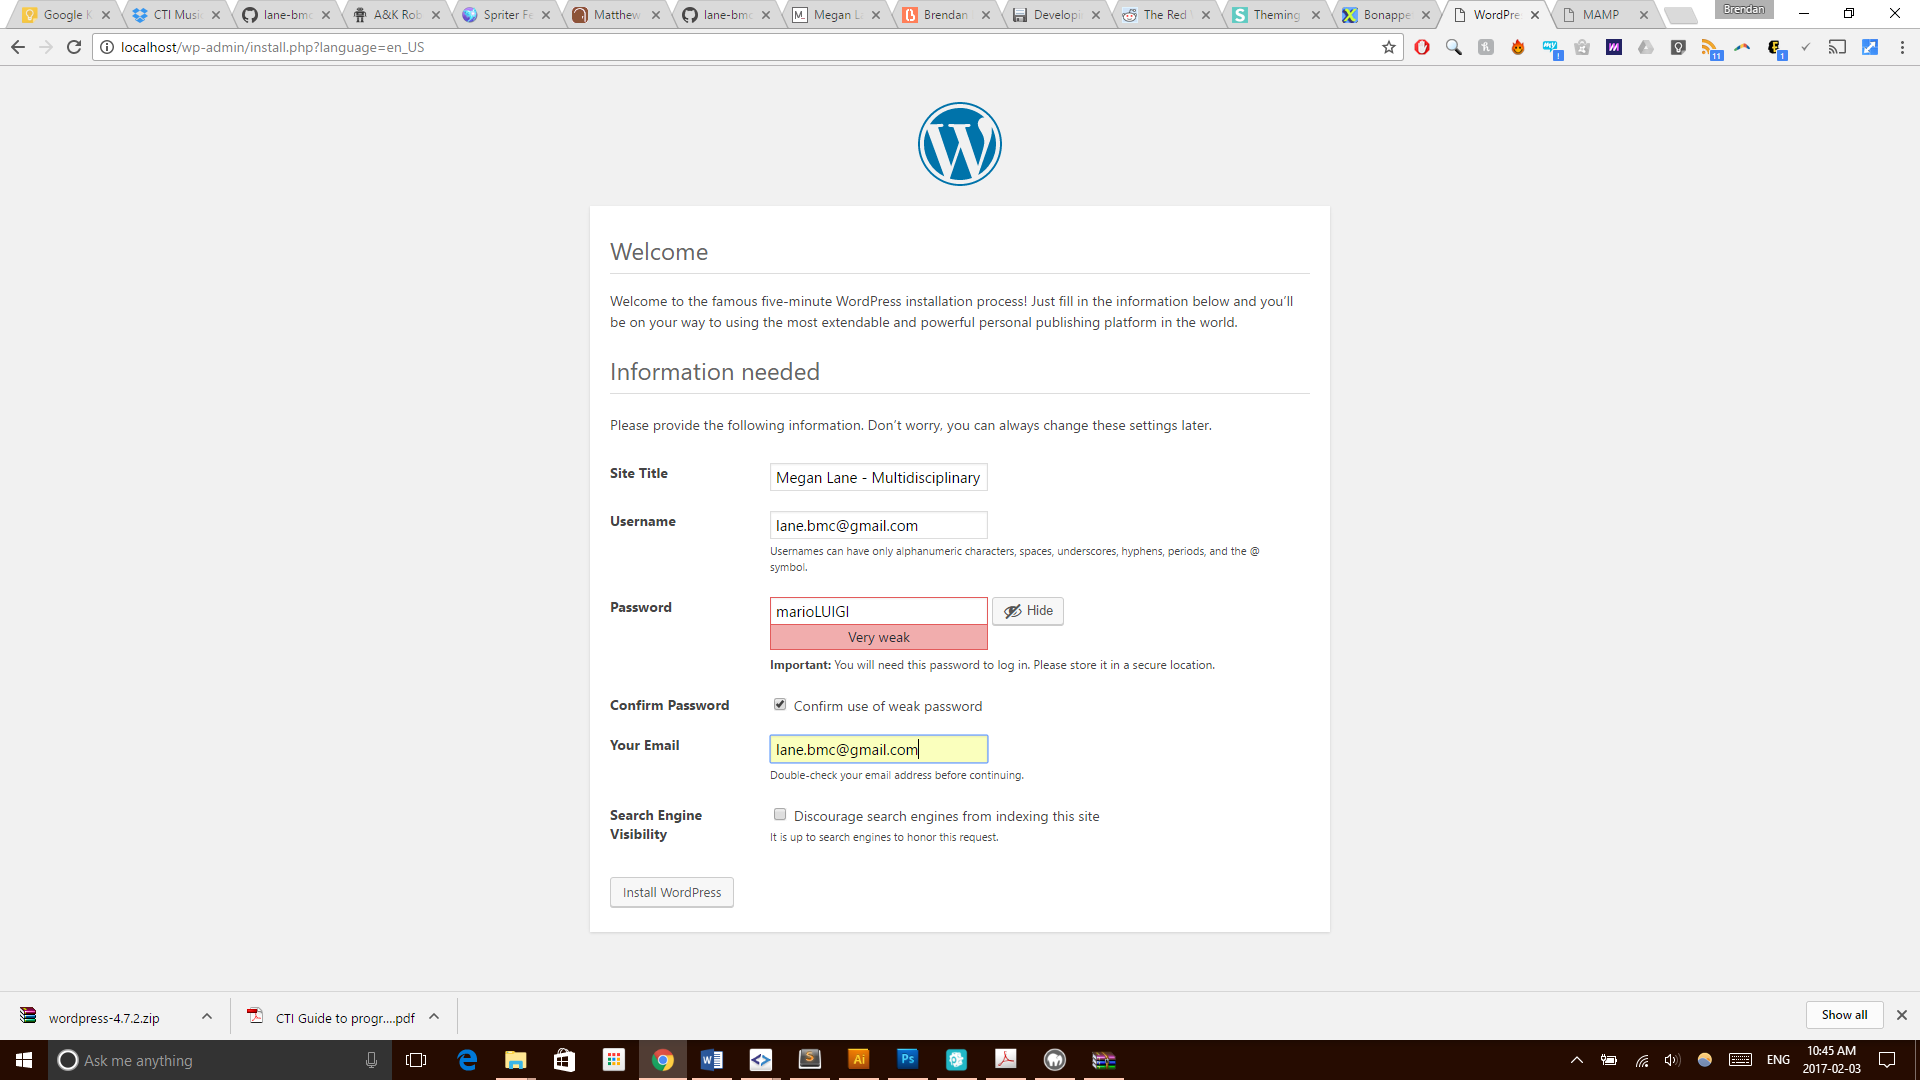 Google K
CTI Musi
lane-bmc
A&K Rob
Spriter Fe
Matthew
lane-bmc
Megan L
Brendan
Developi
The Red
Theming
Bonappe
WordPre
MAMP
Brendan
localhost/wp-admin/install.php?language=en_US
Welcome
Welcome to the famous five-minute WordPress installation process! Just fill in the information below and you’ll
be on your way to using the most extendable and powerful personal publishing platform in the world.
Information needed
Please provide the following information. Don’t worry, you can always change these settings later.
Site Title
Megan Lane - Multidisciplinary
Username
lane.bmc@gmail.com
Usernames can have only alphanumeric characters, spaces, underscores, hyphens, periods, and the @
symbol.
Password
marioLUIGI
Hide
Very weak
Important: You will need this password to log in. Please store it in a secure location.
Confirm Password
Confirm use of weak password
Your Email
lane.bmc@gmail.com
Double-check your email address before continuing.
Search Engine
Visibility
Discourage search engines from indexing this site
It is up to search engines to honor this request.
Install WordPress
wordpress-4.7.2.zip
CTI Guide to progr....pdf
Show all
Ask me anything
ENG
10:45 AM
2017-02-03